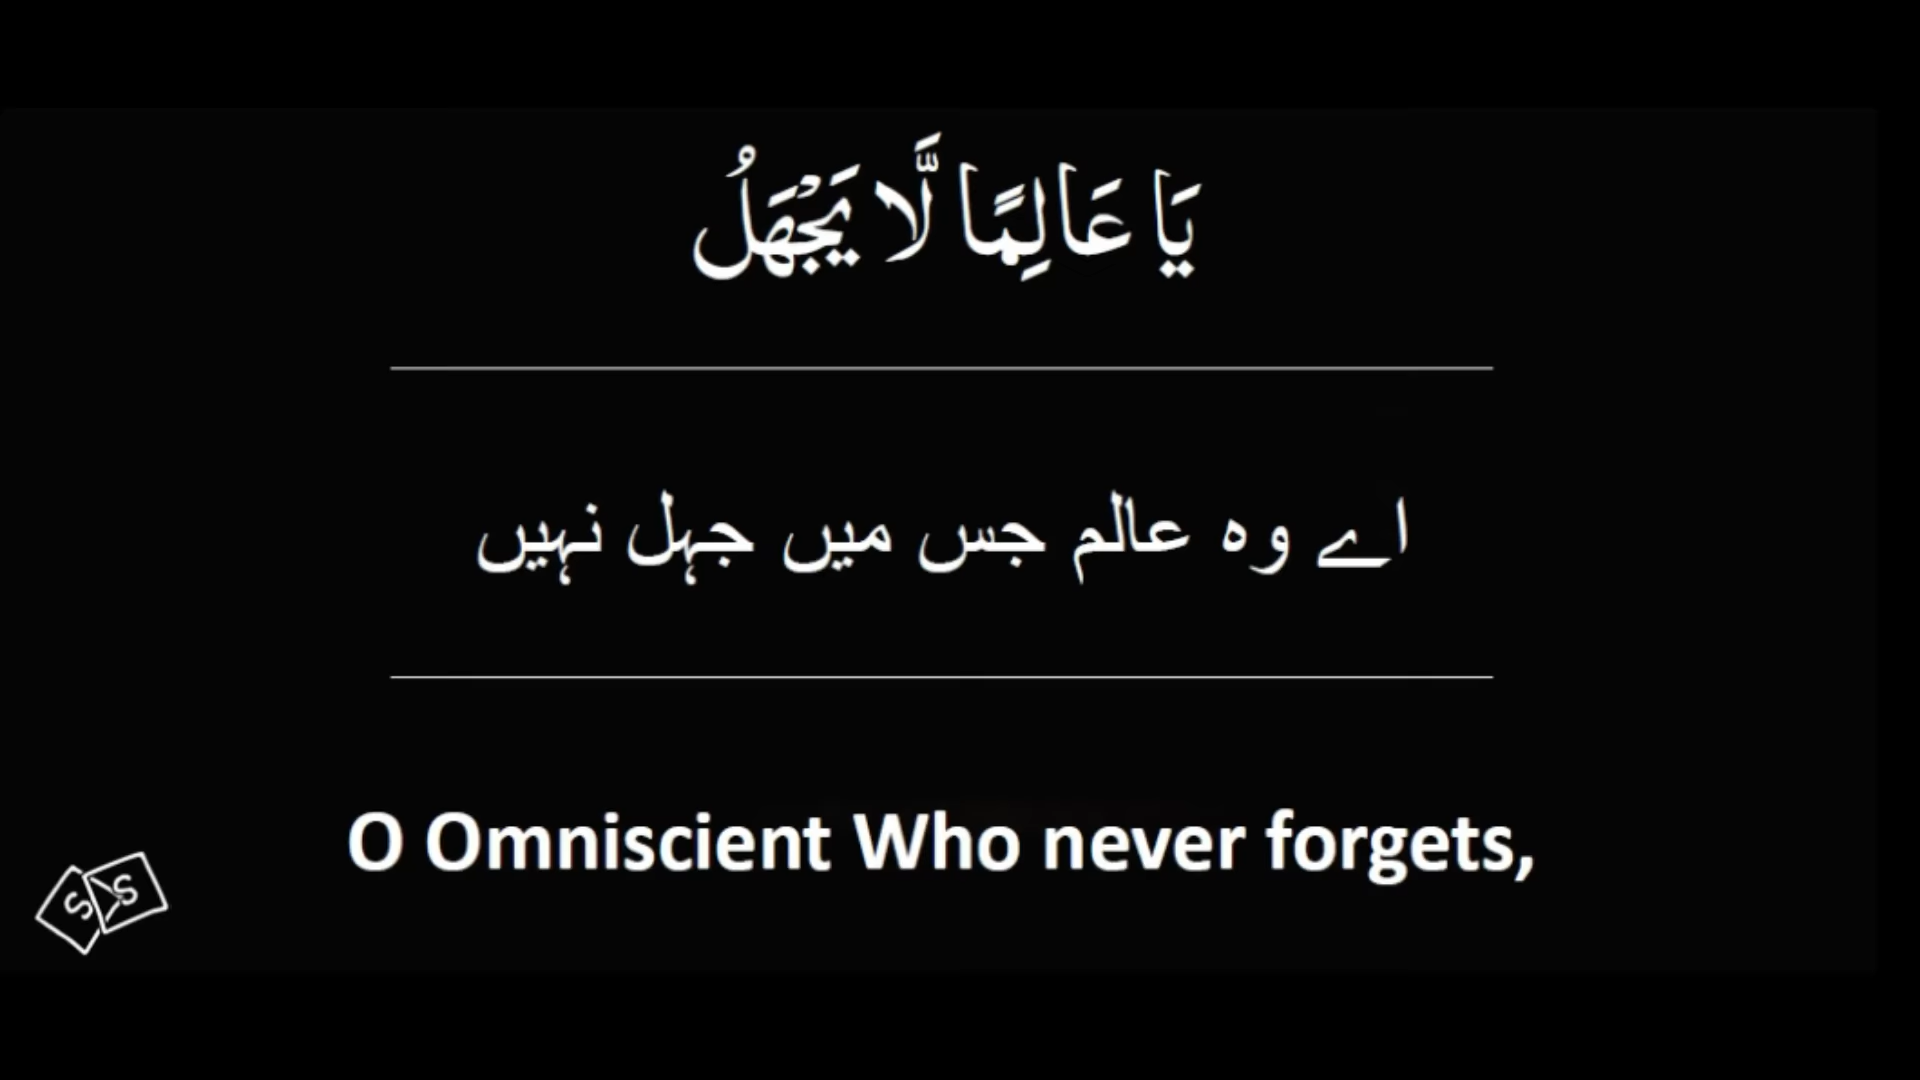 يَا عَالِمًا لَّا يَجْهَلُ
اے وہ عالم جس میں جہل نہیں
O Omniscient Who never forgets,
S S